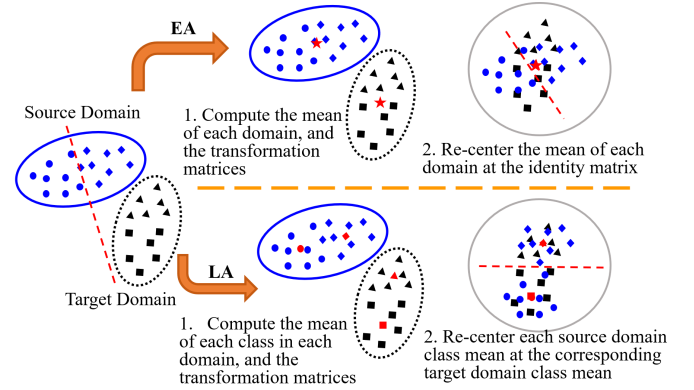 EA
Source Domain
1. Compute the mean
of each domain, and
the transformation
matrices
2. Re-center the mean of each
domain at the identity matrix
LA
Target Domain
1. Compute the mean
of each class in each
domain, and the
transformation matrices
2. Re-center each source domain
class mean at the corresponding
target domain class mean